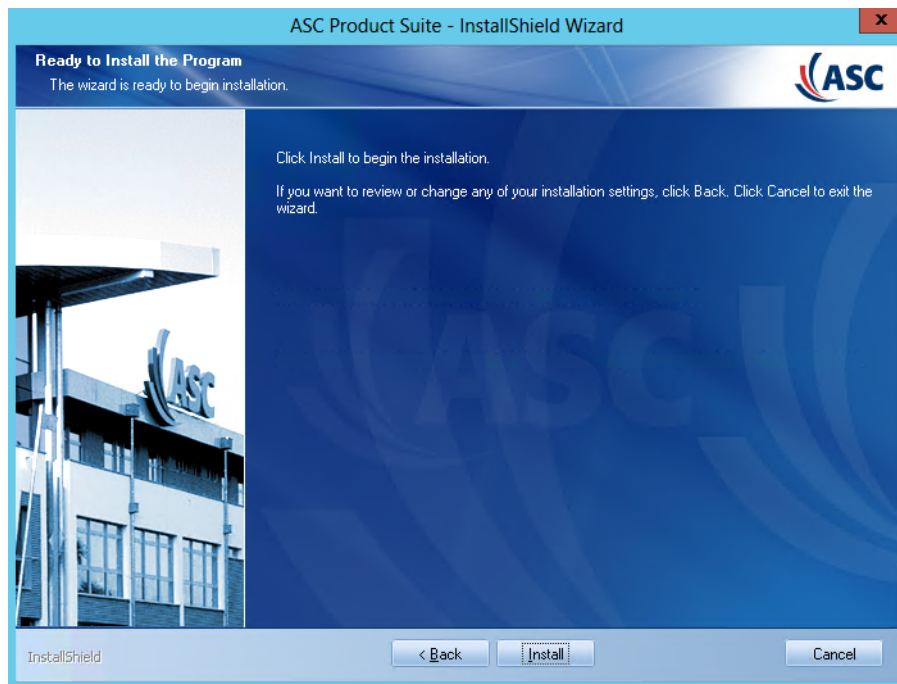 ASC Product Suite - InstallShield Wizard
x
Ready to Install the Program
The wizard is ready to begin installation.
ASC
Click Install to begin the installation.
If you want to review or change any of your installation settings, click Back. Click Cancel to exit the
wizard.
ASC
ASC
InstallShield
< Back
Install
Cancel